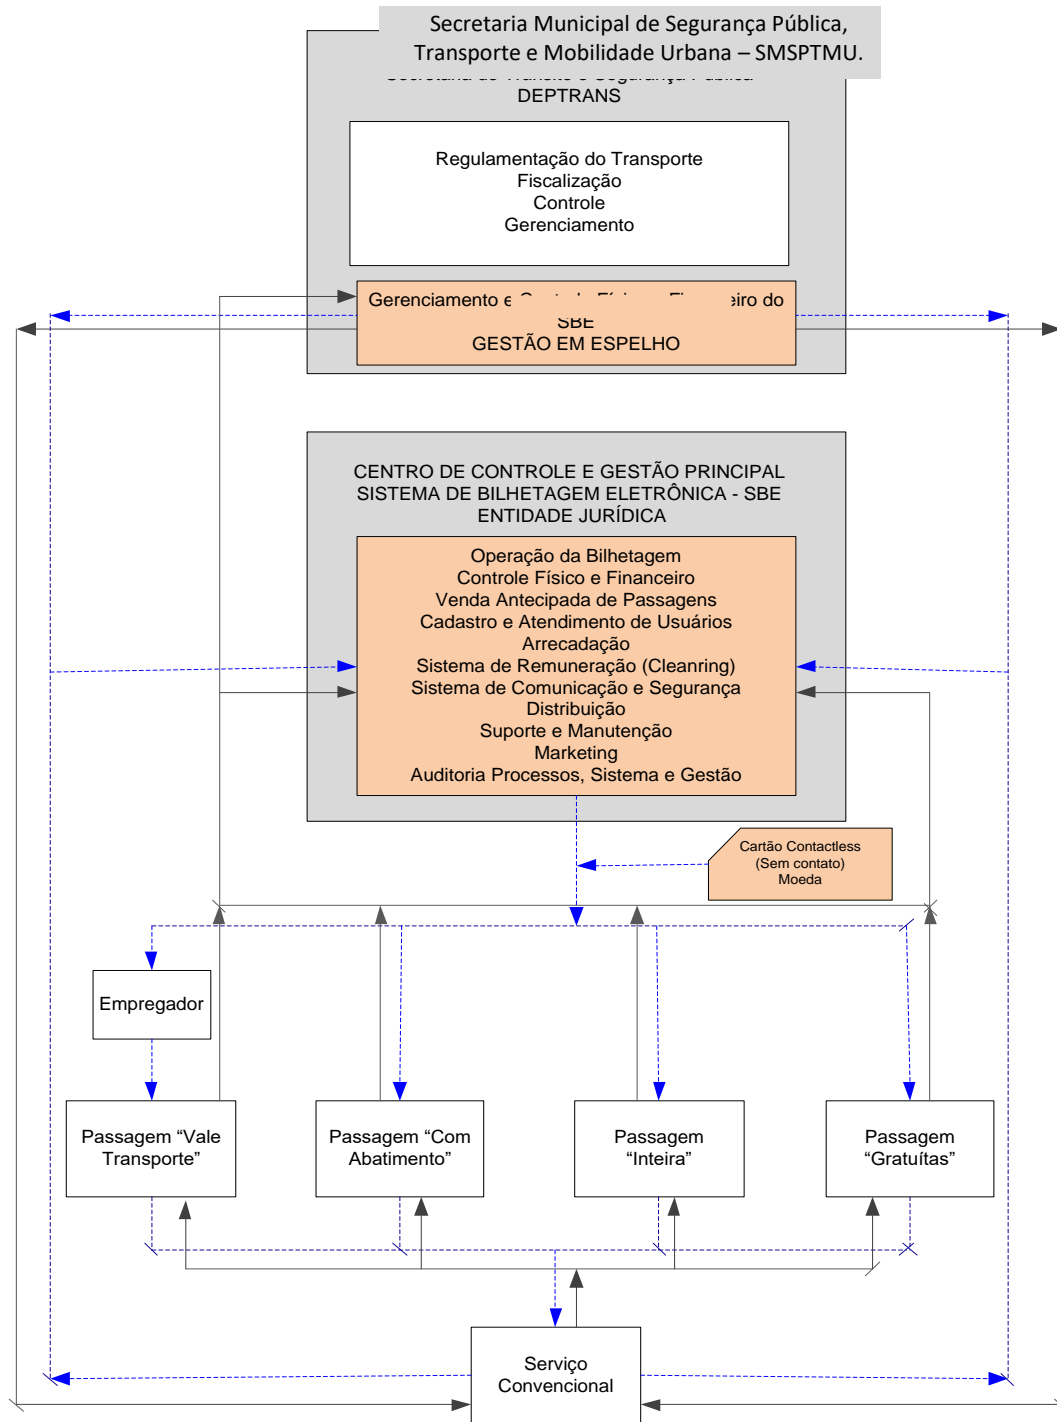 Secretaria Municipal de Segurança Pública,
Transporte e Mobilidade Urbana – SMSPTMU.
DEPTRANS
Regulamentação do Transporte
Fiscalização
Controle
Gerenciamento
Gerenciamento e do
SBE
GESTÃO EM ESPELHO
CENTRO DE CONTROLE E GESTÃO PRINCIPAL
SISTEMA DE BILHETAGEM ELETRÔNICA - SBE
ENTIDADE JURÍDICA
Operação da Bilhetagem
Controle Físico e Financeiro
Venda Antecipada de Passagens
Cadastro e Atendimento de Usuários
Arrecadação
Sistema de Remuneração (Cleanring)
Sistema de Comunicação e Segurança
Distribuição
Suporte e Manutenção
Marketing
Auditoria Processos, Sistema e Gestão
Cartão Contactless
(Sem contato)
Moeda
Empregador
Passagem “Vale
Transporte”
Passagem “Com
Abatimento”
Passagem
“Inteira”
Passagem
“Gratuítas”
Serviço
Convencional